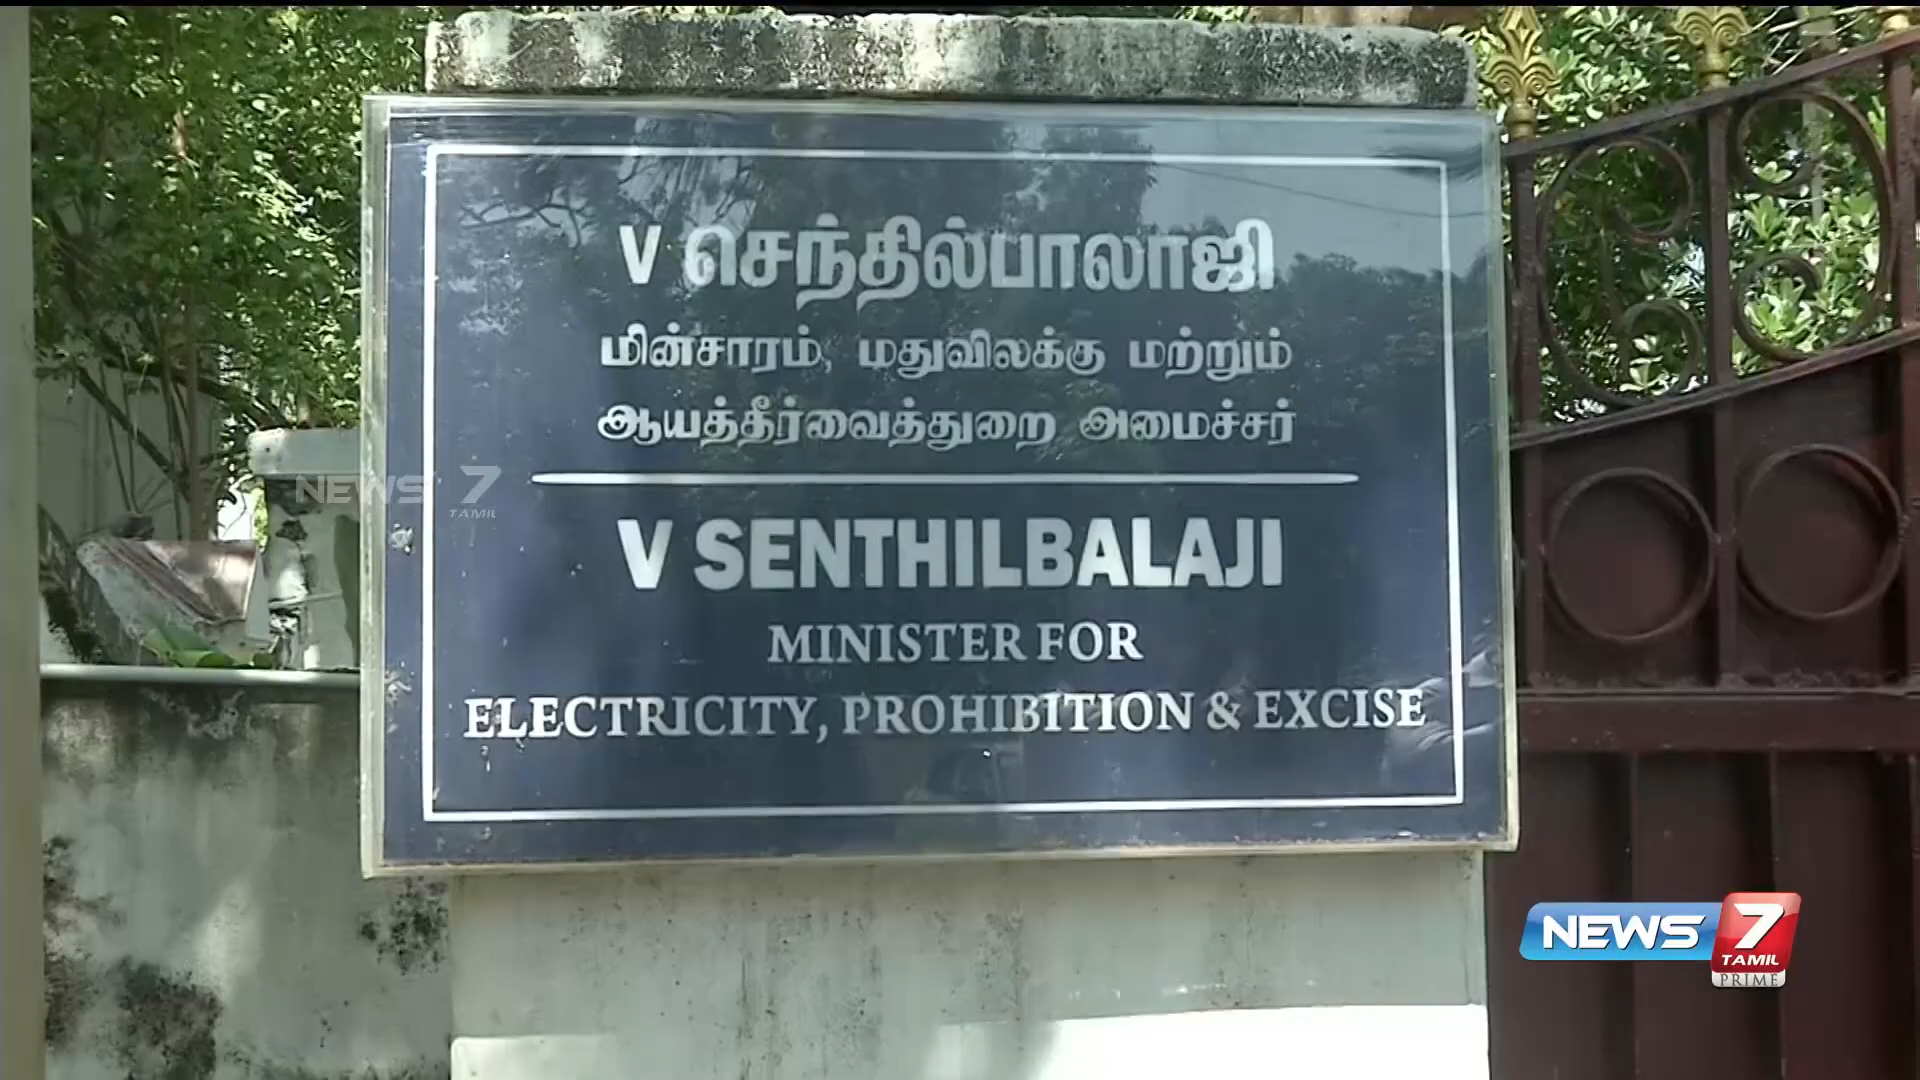 V செந்தில்பாலாஜி
மின்சாரம், மதுவிலக்கு மற்றும்
ஆயத்தீர்வைத்துறை அமைச்சர்
V SENTHILBALAJI
MINISTER FOR
ELECTRICITY, PROHIBITION & EXCISE
NEWS 7
TAMIL
NEWS 7
TAMIL
PRIME